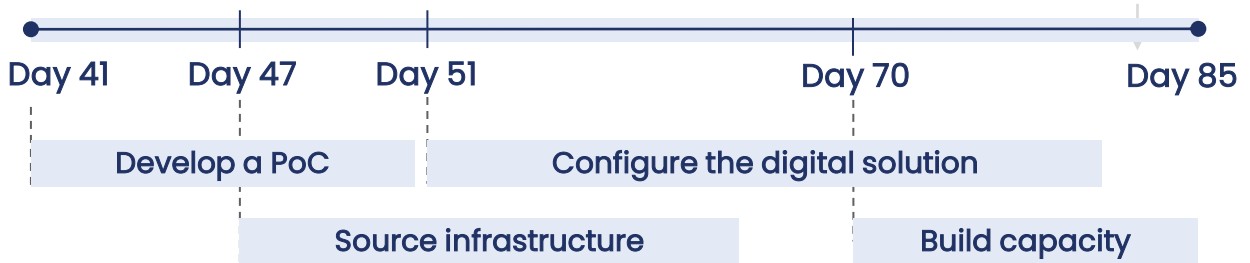 Day 41
Day 47
Day 51
Day 70
Day 85
Develop a PoC
Configure the digital solution
Source infrastructure
Build capacity